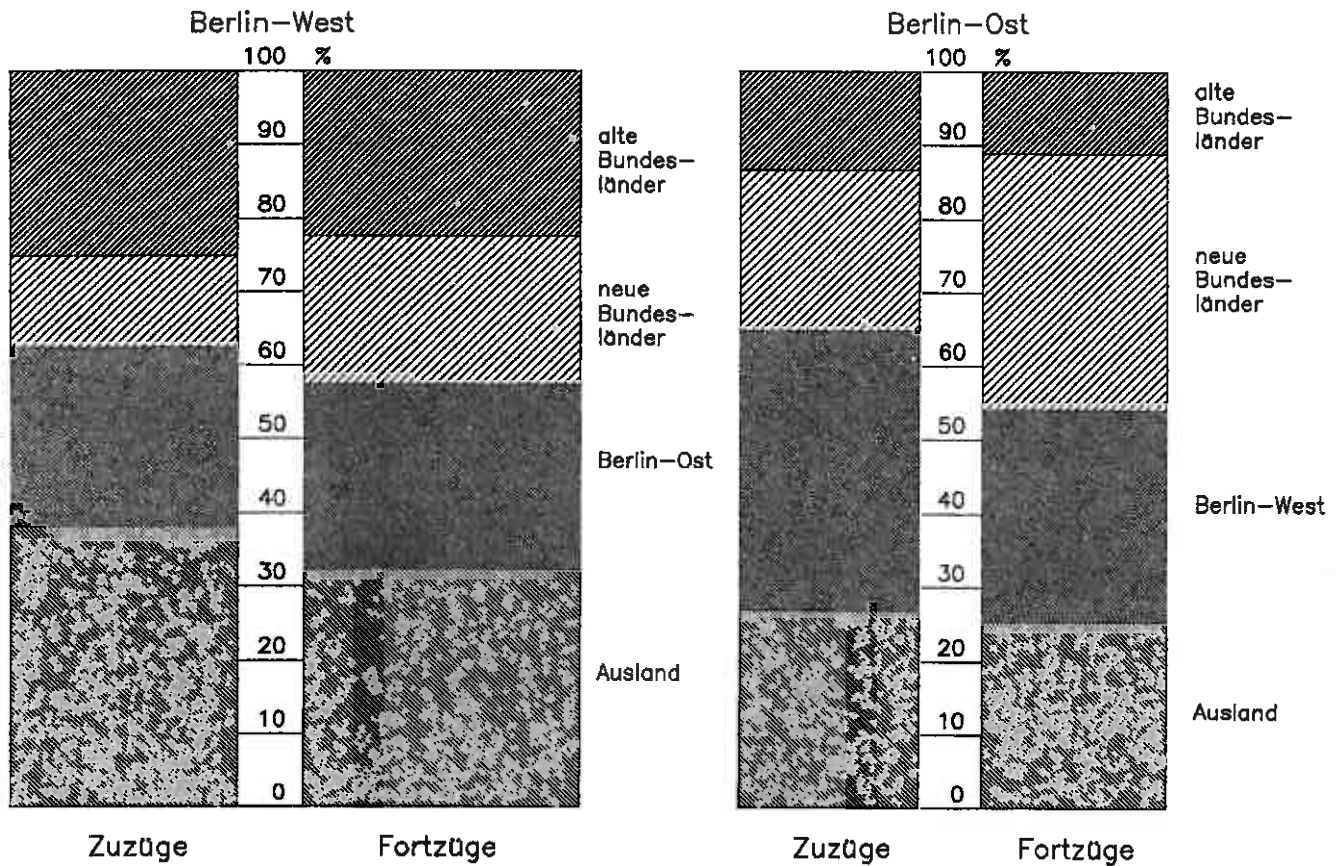 Berlin-West
100 %
90
80
70
60
50
40
30
20
10
0
alte
Bundes-
länder
neue
Bundes-
länder
Berlin-Ost
Ausland
Zuzüge
Fortzüge
Berlin-Ost
100 %
90
80
70
60
50
40
30
20
10
0
alte
Bundes-
länder
neue
Bundes-
länder
Berlin-West
Ausland
Zuzüge
Fortzüge